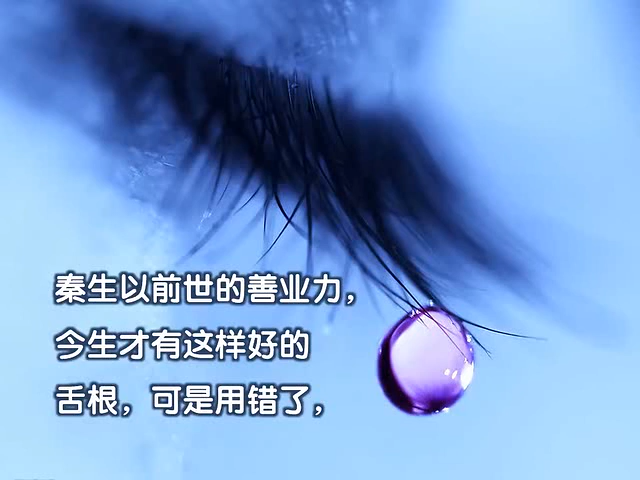 秦生以前世的善业力，
今生才有这样好的
舌根，可是用错了，